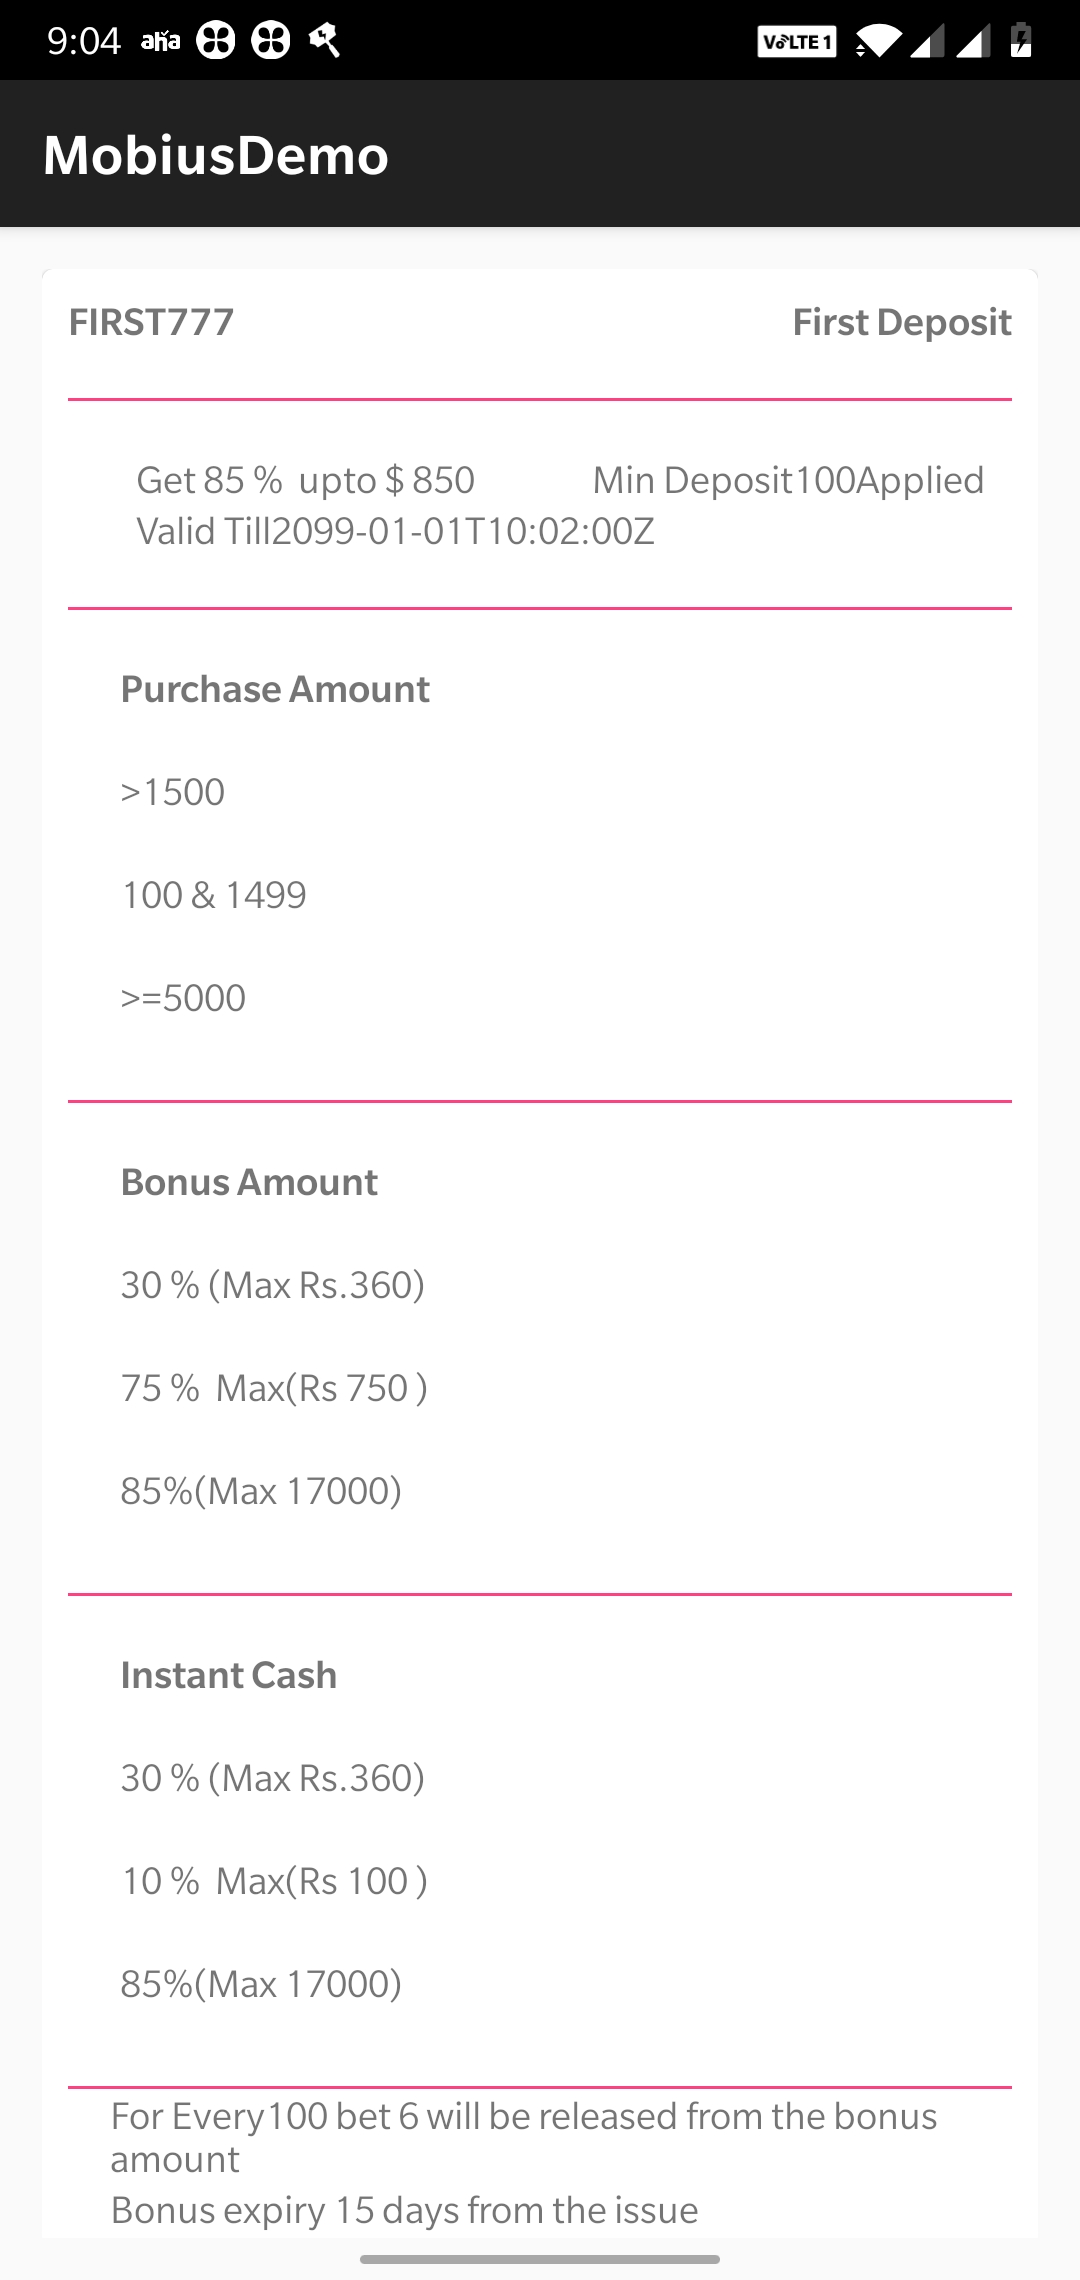 9:04 aha VoLTE 1
MobiusDemo
FIRST777 First Deposit
Get 85 % upto $ 850 Min Deposit100Applied
Valid Till2099-01-01T10:02:00Z
Purchase Amount
>1500
100 & 1499
>=5000
Bonus Amount
30 % (Max Rs.360)
75 % Max(Rs 750 )
85%(Max 17000)
Instant Cash
30 % (Max Rs.360)
10 % Max(Rs 100 )
85%(Max 17000)
For Every100 bet 6 will be released from the bonus
amount
Bonus expiry 15 days from the issue